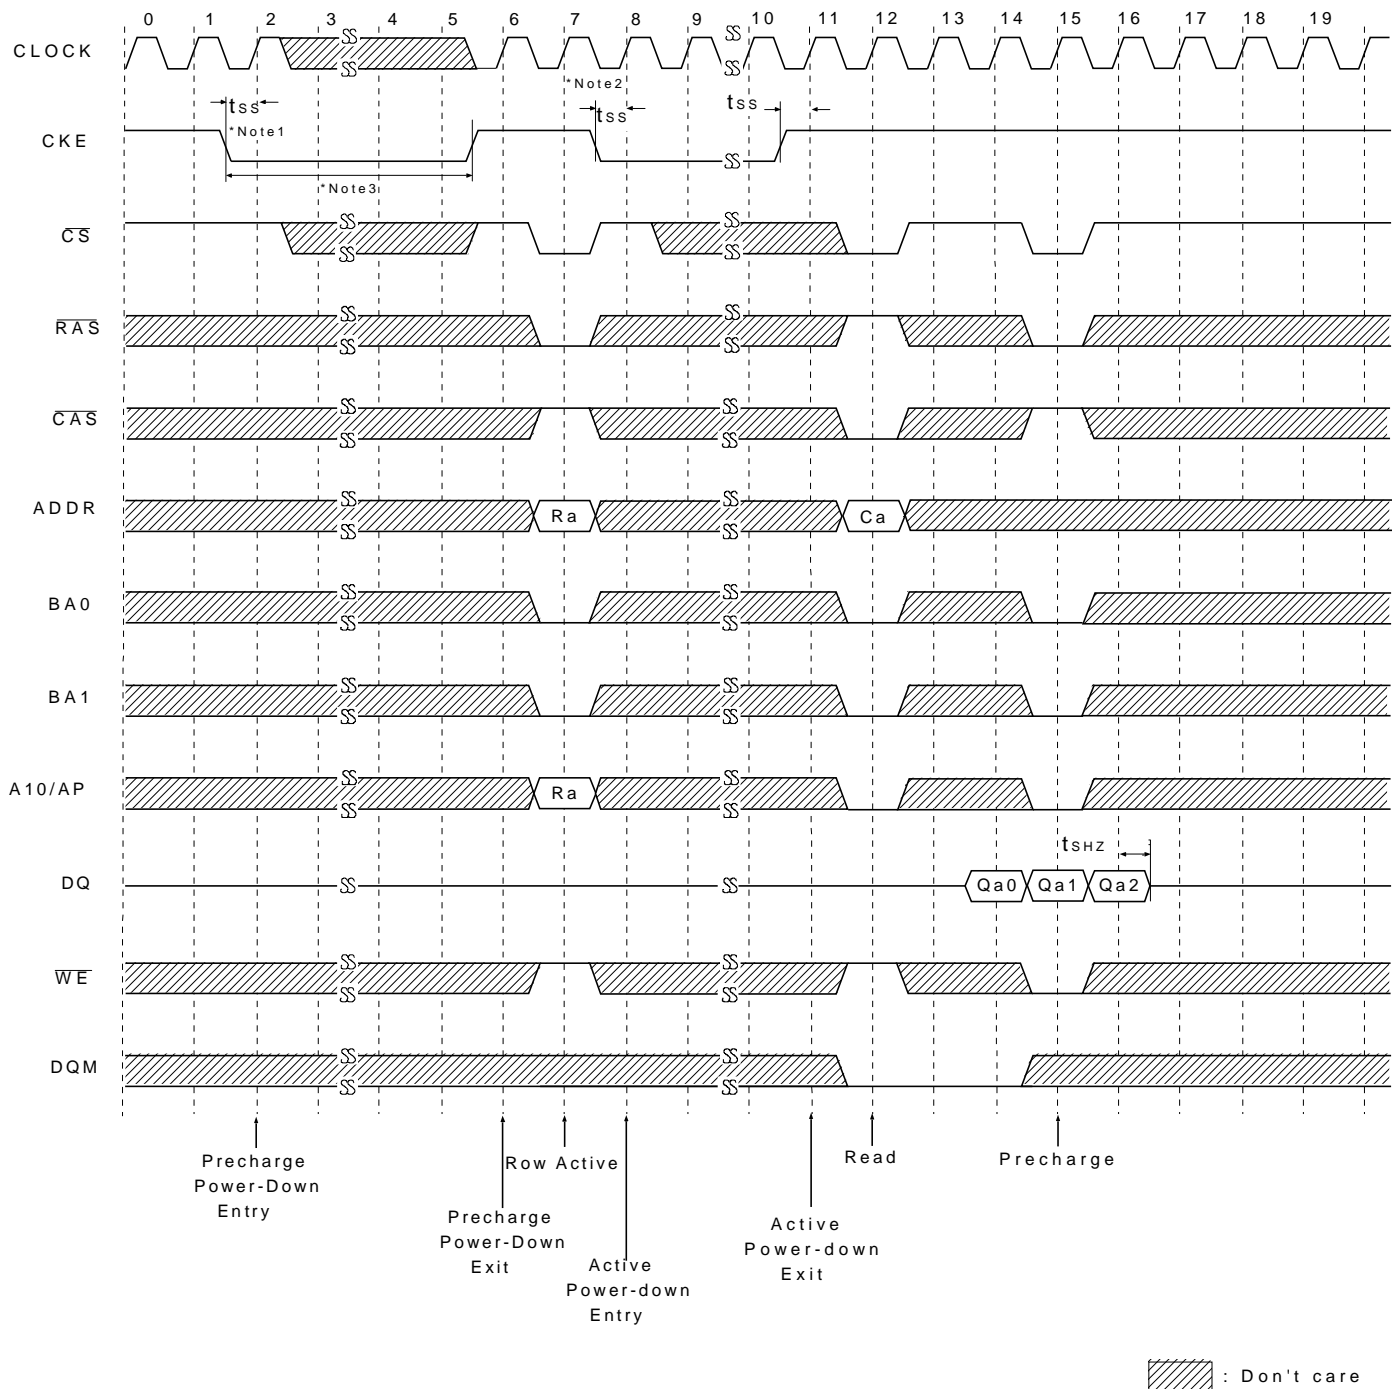 0 1 2 3 4 5 6 7 8 9 10 11 12 13 14 15 16 17 18 19
CLOCK
*Note2
tSS tSS tSS
*Note1
CKE
*Note3
CS
RAS
CAS
ADDR Ra Ca
BA0
BA1
A10/AP Ra
tSHZ
DQ Qa0 Qa1 Qa2
WE
DQM
Precharge
Power-Down
Entry
Row Active
Precharge
Power-Down
Exit
Active
Power-down
Entry
Active
Power-down
Exit
Read
Precharge
: Don't care